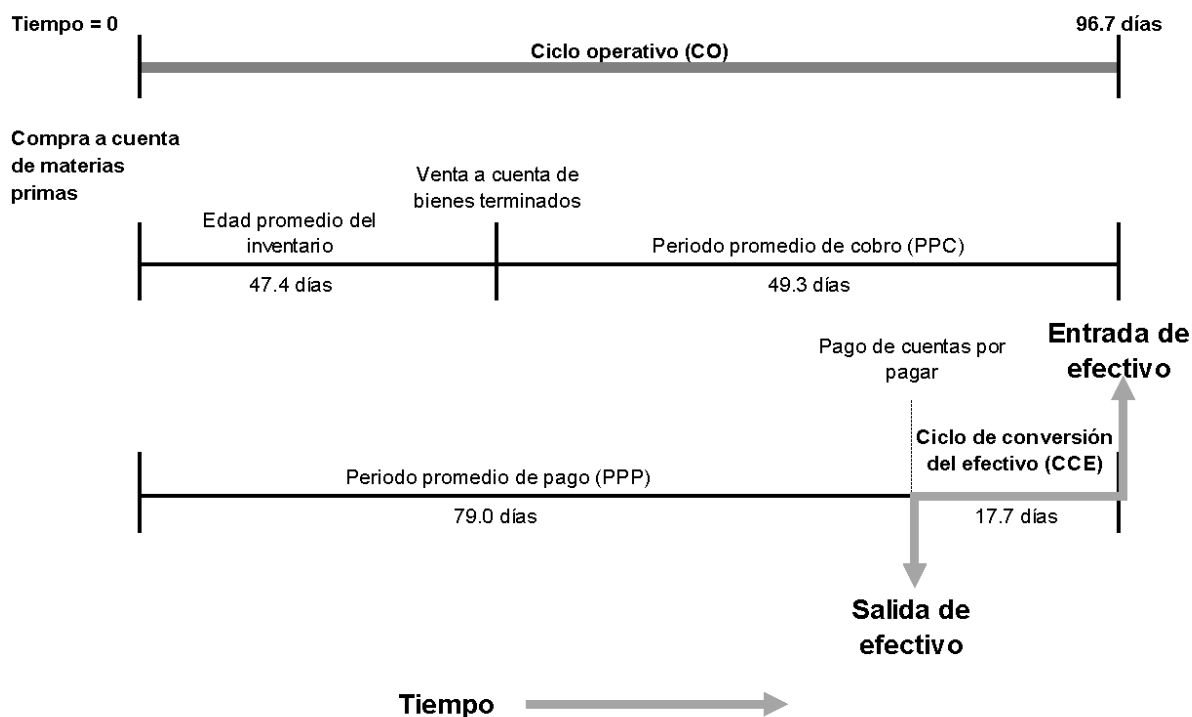 Tiempo = 0
96.7 días
Ciclo operativo (CO)
Compra a cuenta
de materias
primas
Venta a cuenta de
bienes terminados
Edad promedio del
inventario
Periodo promedio de cobro (PPC)
47.4 días
49.3 días
Pago de cuentas por
pagar
Entrada de
efectivo
Ciclo de conversión
del efectivo (CCE)
Periodo promedio de pago (PPP)
79.0 días
17.7 días
Salida de
efectivo
Tiempo